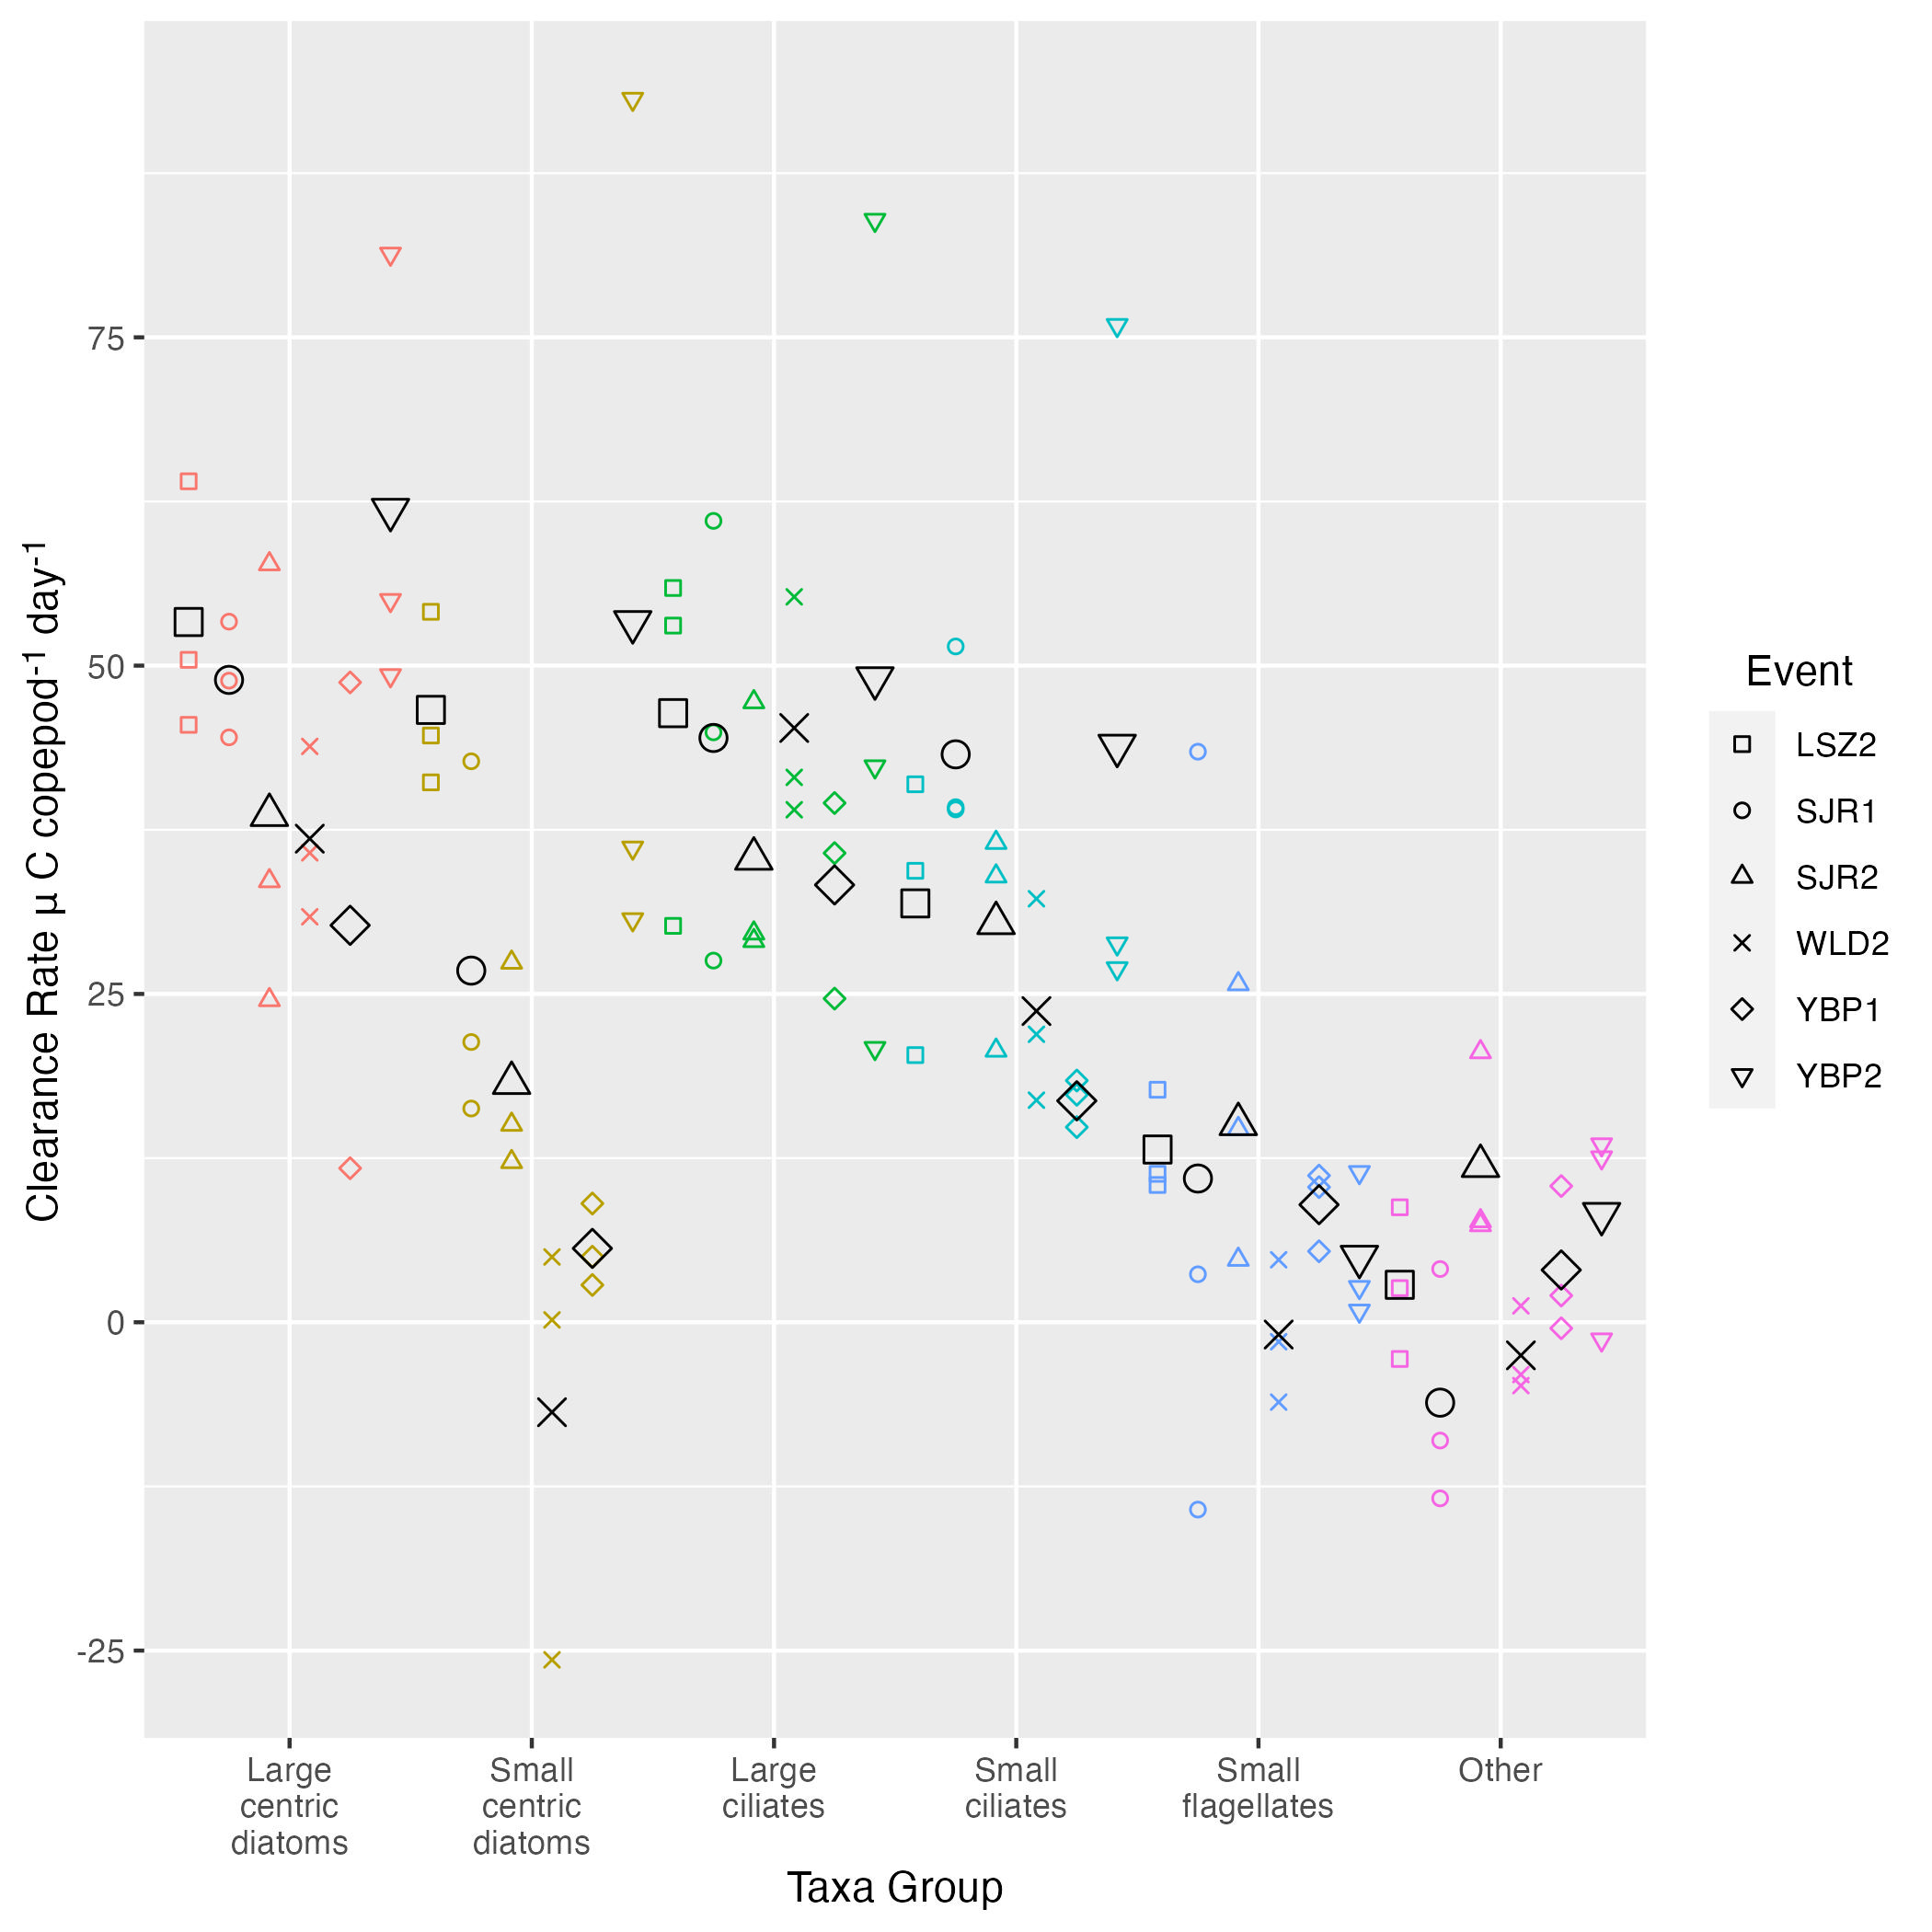 Clearance Rate µ C copepod-1 day-1
75
50
25
0
-25
Large
centric
diatoms
Small
centric
diatoms
Large
ciliates
Small
ciliates
Small
flagellates
Other
Taxa Group
Event
LSZ2
SJR1
SJR2
WLD2
YBP1
YBP2